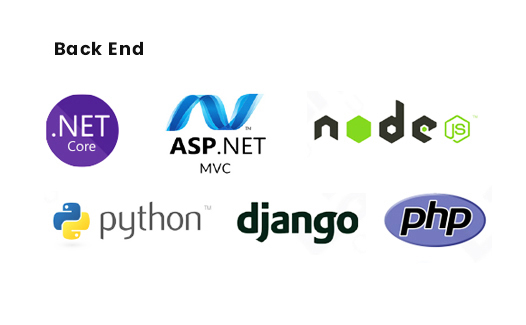 Back End
.NET
Core
ASP.NET
MVC
node
JS
python
django
php